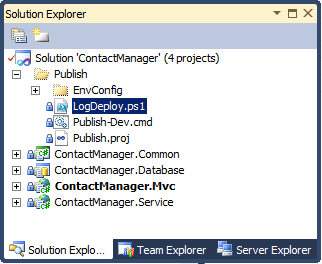 Solution Explorer
Solution 'ContactManager' (4 projects)
Publish
EnvConfig
LogDeploy.ps1
Publish-Dev.cmd
Publish.proj
ContactManager.Common
ContactManager.Database
ContactManager.Mvc
ContactManager.Service
Solution Explo... Team Explorer Server Explorer